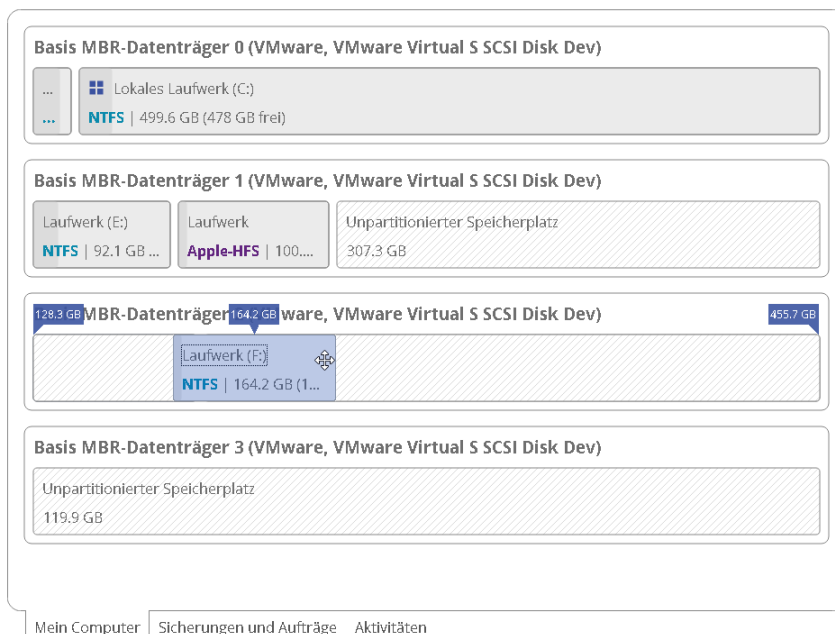 Basis MBR-Datenträger 0 (VMware, VMware Virtual S SCSI Disk Dev)
...
...
Lokales Laufwerk (C:)
NTFS | 499.6 GB (478 GB frei)
Basis MBR-Datenträger 1 (VMware, VMware Virtual S SCSI Disk Dev)
Laufwerk (E:)
NTFS | 92.1 GB ...
Laufwerk
Apple-HFS | 100....
Unpartitionierter Speicherplatz
307.3 GB
128.3 GB MBR-Datenträger 164.2 GB ware, VMware Virtual S SCSI Disk Dev) 455.7 GB
Laufwerk (F:)
NTFS | 164.2 GB (1...
Basis MBR-Datenträger 3 (VMware, VMware Virtual S SCSI Disk Dev)
Unpartitionierter Speicherplatz
119.9 GB
Mein Computer Sicherungen und Aufträge Aktivitäten